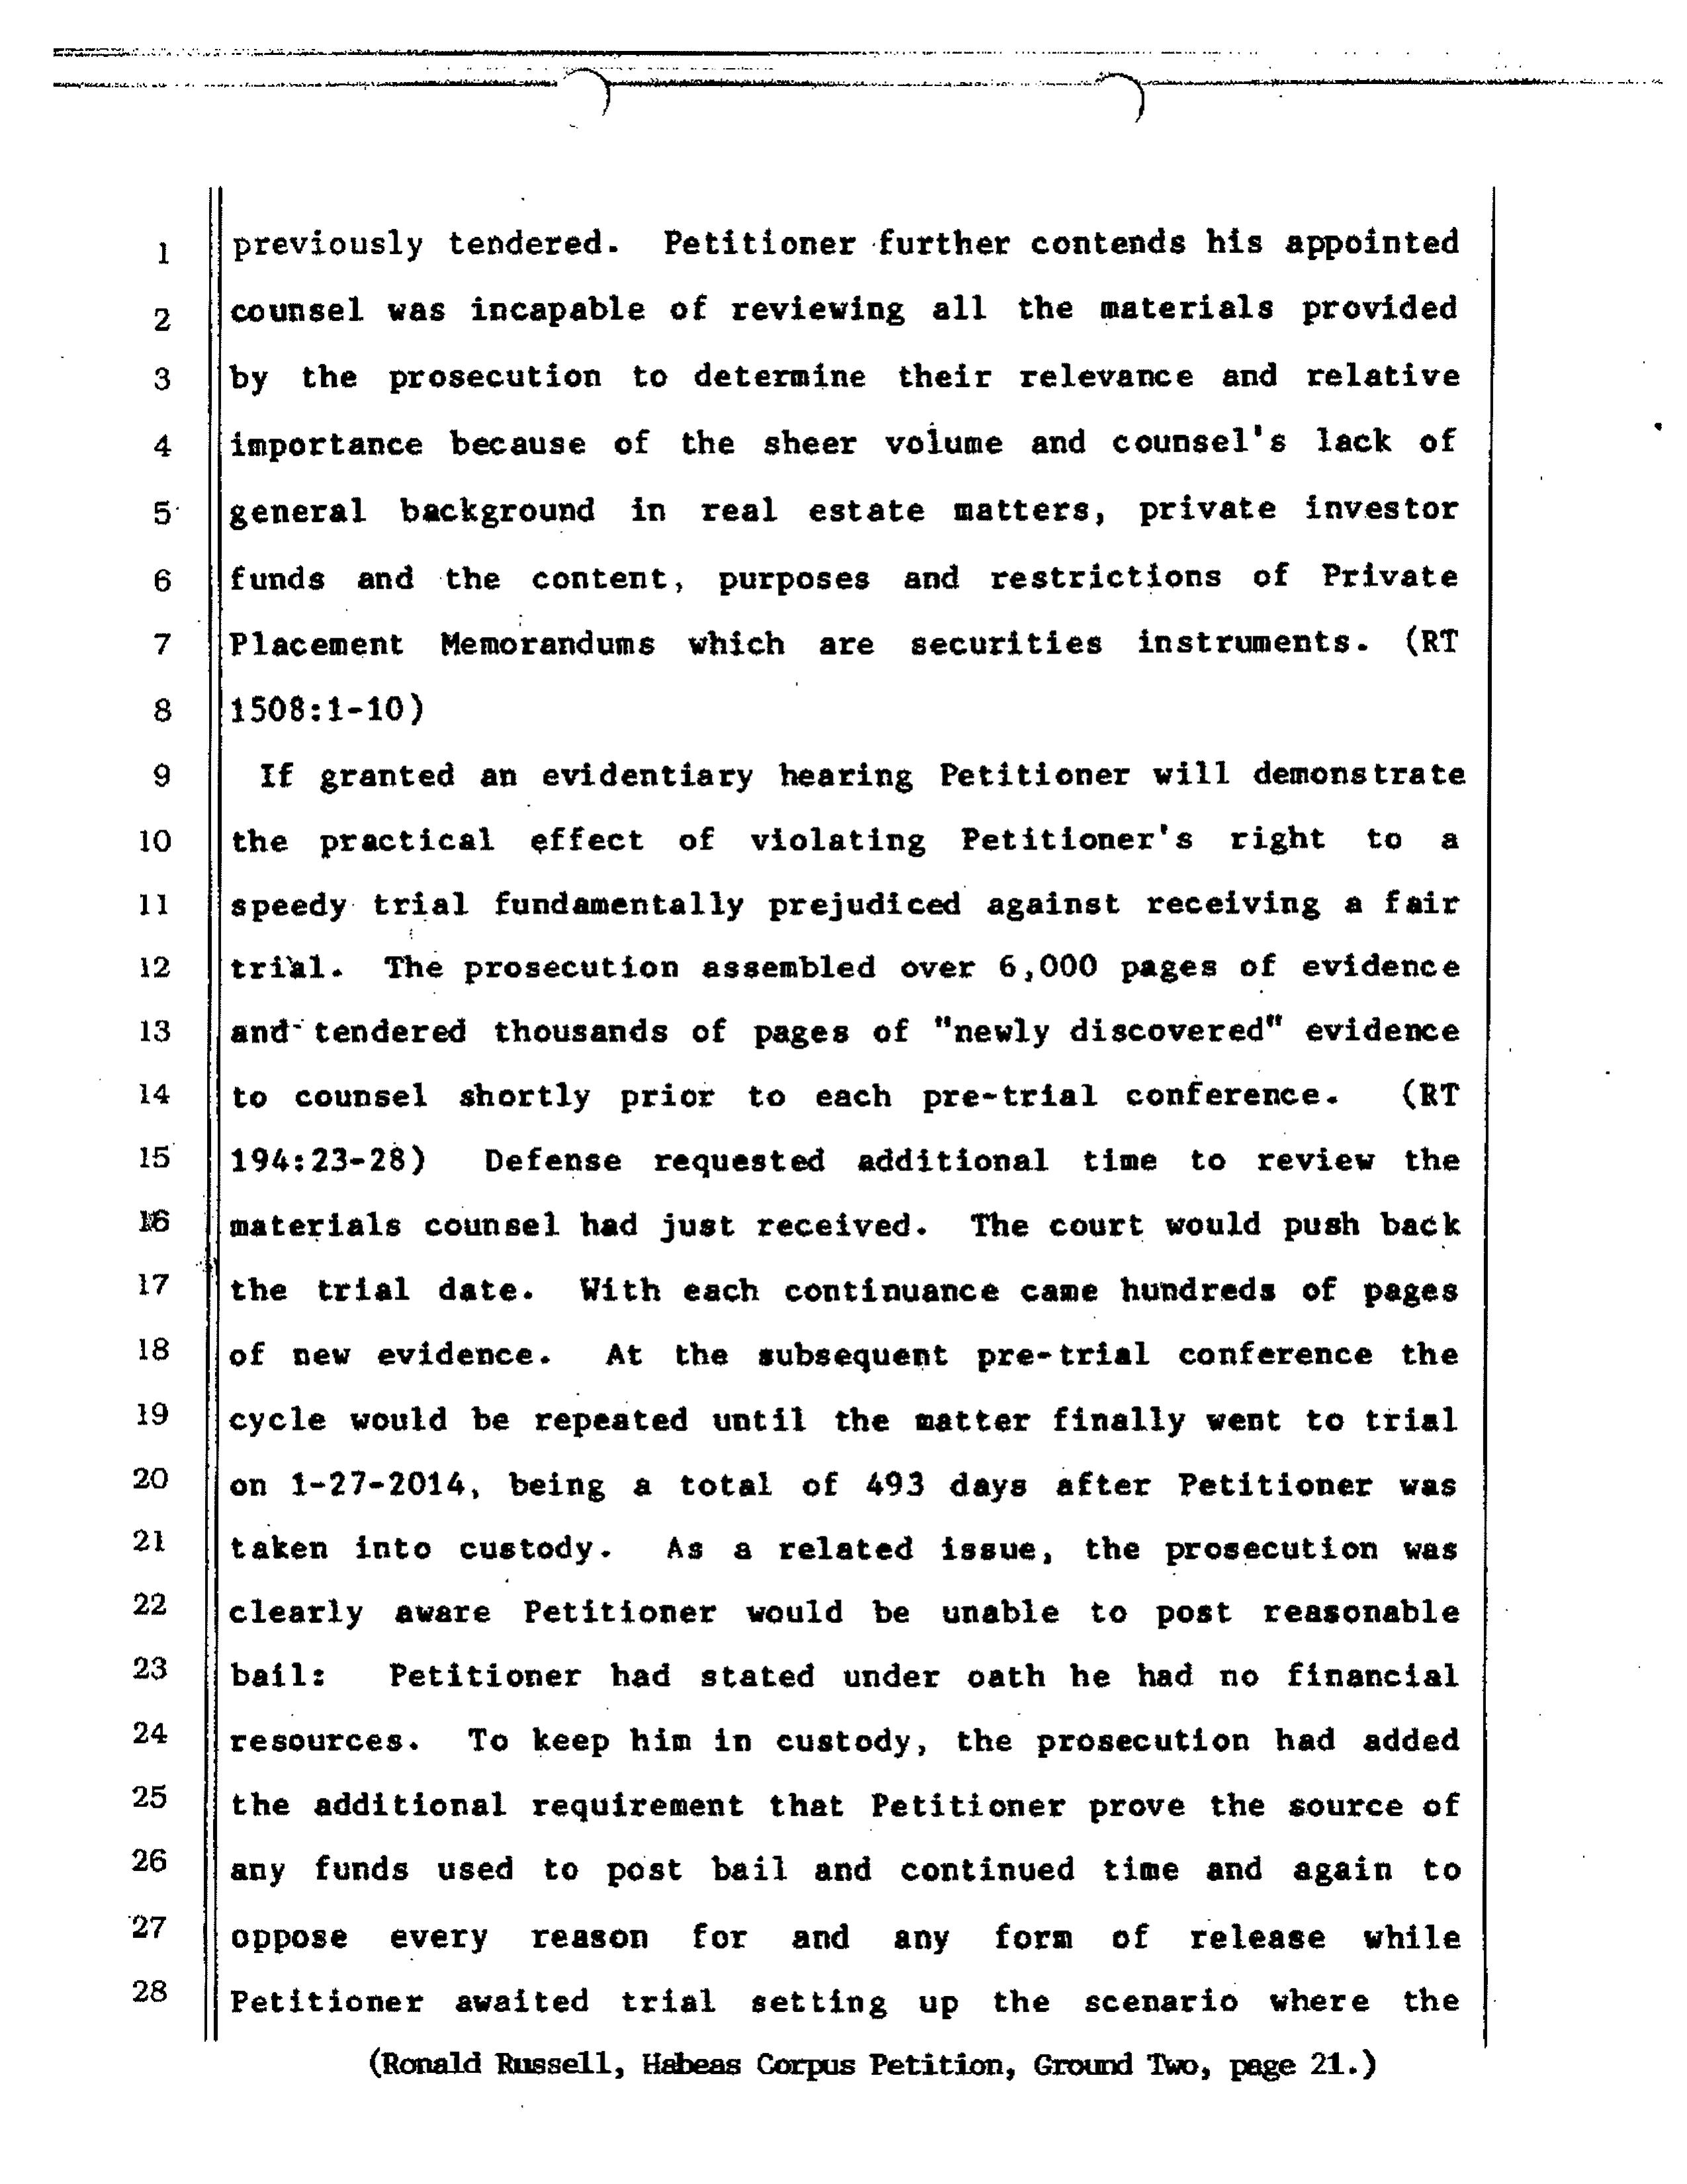 1 previously tendered. Petitioner further contends his appointed
2 counsel was incapable of reviewing all the materials provided
3 by the prosecution to determine their relevance and relative
4 importance because of the sheer volume and counsel's lack of
5 general background in real estate matters, private investor
6 funds and the content, purposes and restrictions of Private
7 Placement Memorandums which are securities instruments. (RT
8 1508:1-10)
9 If granted an evidentiary hearing Petitioner will demonstrate
10 the practical effect of violating Petitioner's right to a
11 speedy trial fundamentally prejudiced against receiving a fair
12 trial. The prosecution assembled over 6,000 pages of evidence
13 and tendered thousands of pages of "newly discovered" evidence
14 to counsel shortly prior to each pre-trial conference. (RT
15 194:23-28) Defense requested additional time to review the
16 materials counsel had just received. The court would push back
17 the trial date. With each continuance came hundreds of pages
18 of new evidence. At the subsequent pre-trial conference the
19 cycle would be repeated until the matter finally went to trial
20 on 1-27-2014, being a total of 493 days after Petitioner was
21 taken into custody. As a related issue, the prosecution was
22 clearly aware Petitioner would be unable to post reasonable
23 bail: Petitioner had stated under oath he had no financial
24 resources. To keep him in custody, the prosecution had added
25 the additional requirement that Petitioner prove the source of
26 any funds used to post bail and continued time and again to
27 oppose every reason for and any form of release while
28 Petitioner awaited trial setting up the scenario where the
(Ronald Russell, Habeas Corpus Petition, Ground Two, page 21.)